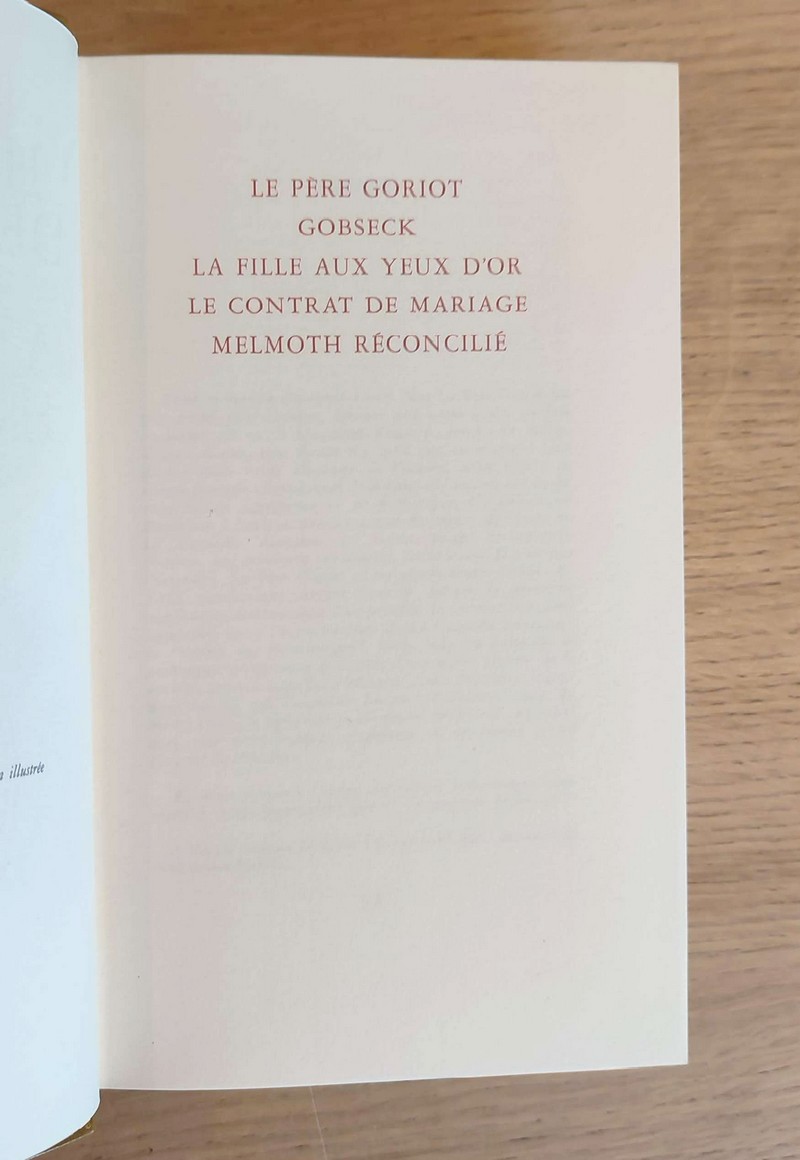 illustrée
LE PÈRE GORIOT
GOBSECK
LA FILLE AUX YEUX D'OR
LE CONTRAT DE MARIAGE
MELMOTH RÉCONCILIÉ